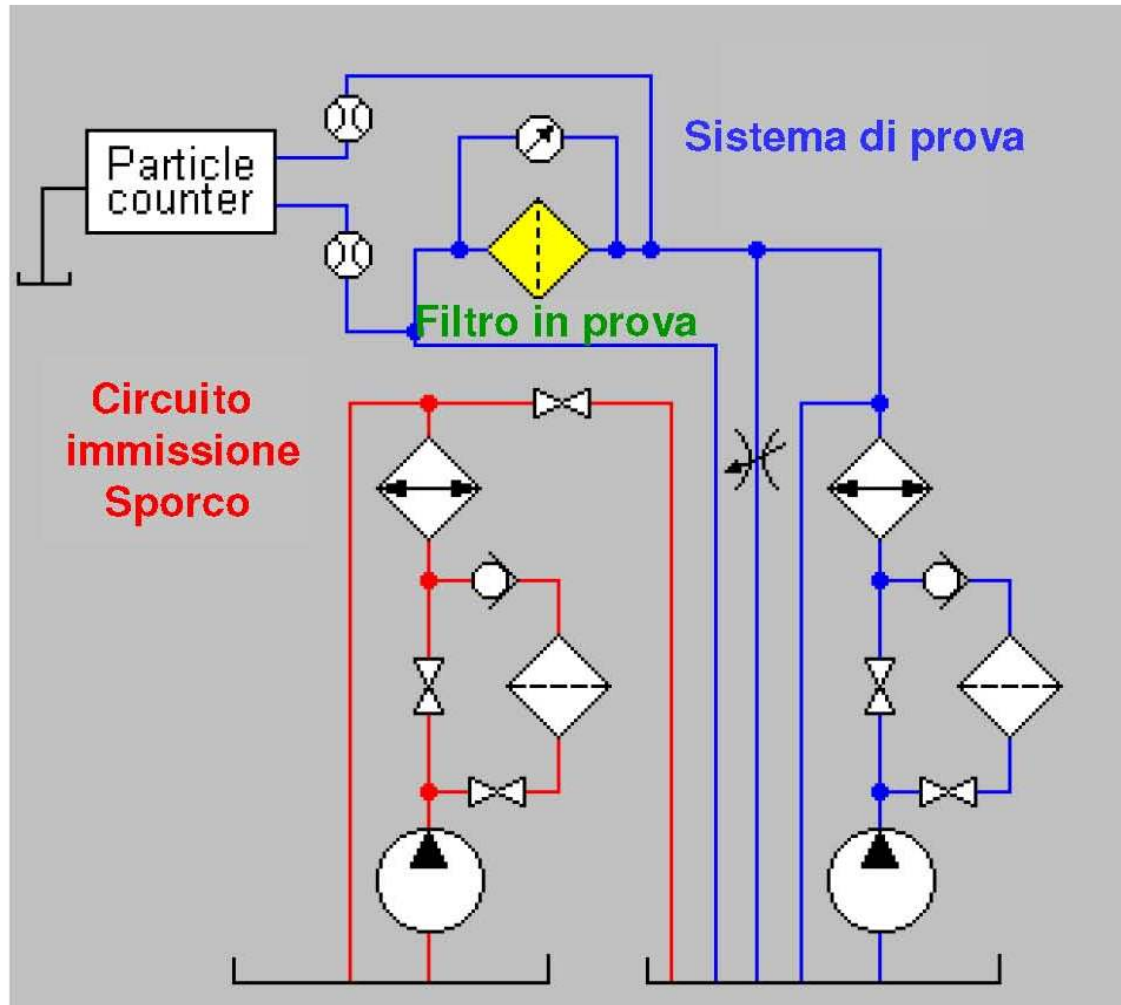 Sistema di prova
Particle
counter
Filtro in prova
Circuito
immissione
Sporco